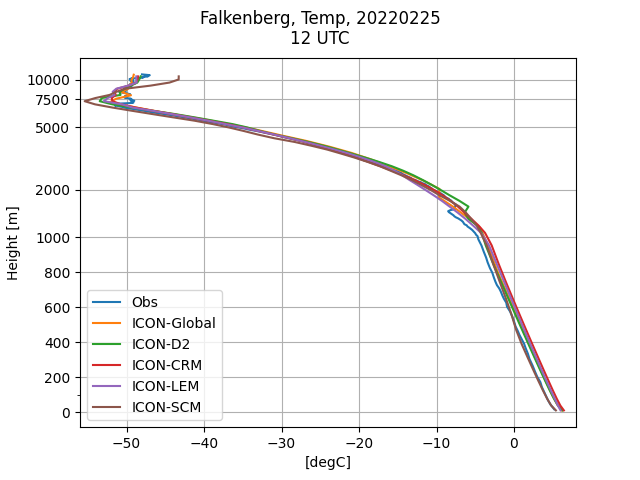 Falkenberg, Temp, 20220225
12 UTC
Height [m]
10000
7500
5000
2000
1000
800
600
400
200
0
Obs
ICON-Global
ICON-D2
ICON-CRM
ICON-LEM
ICON-SCM
−50
−40
−30
−20
−10
0
[degC]